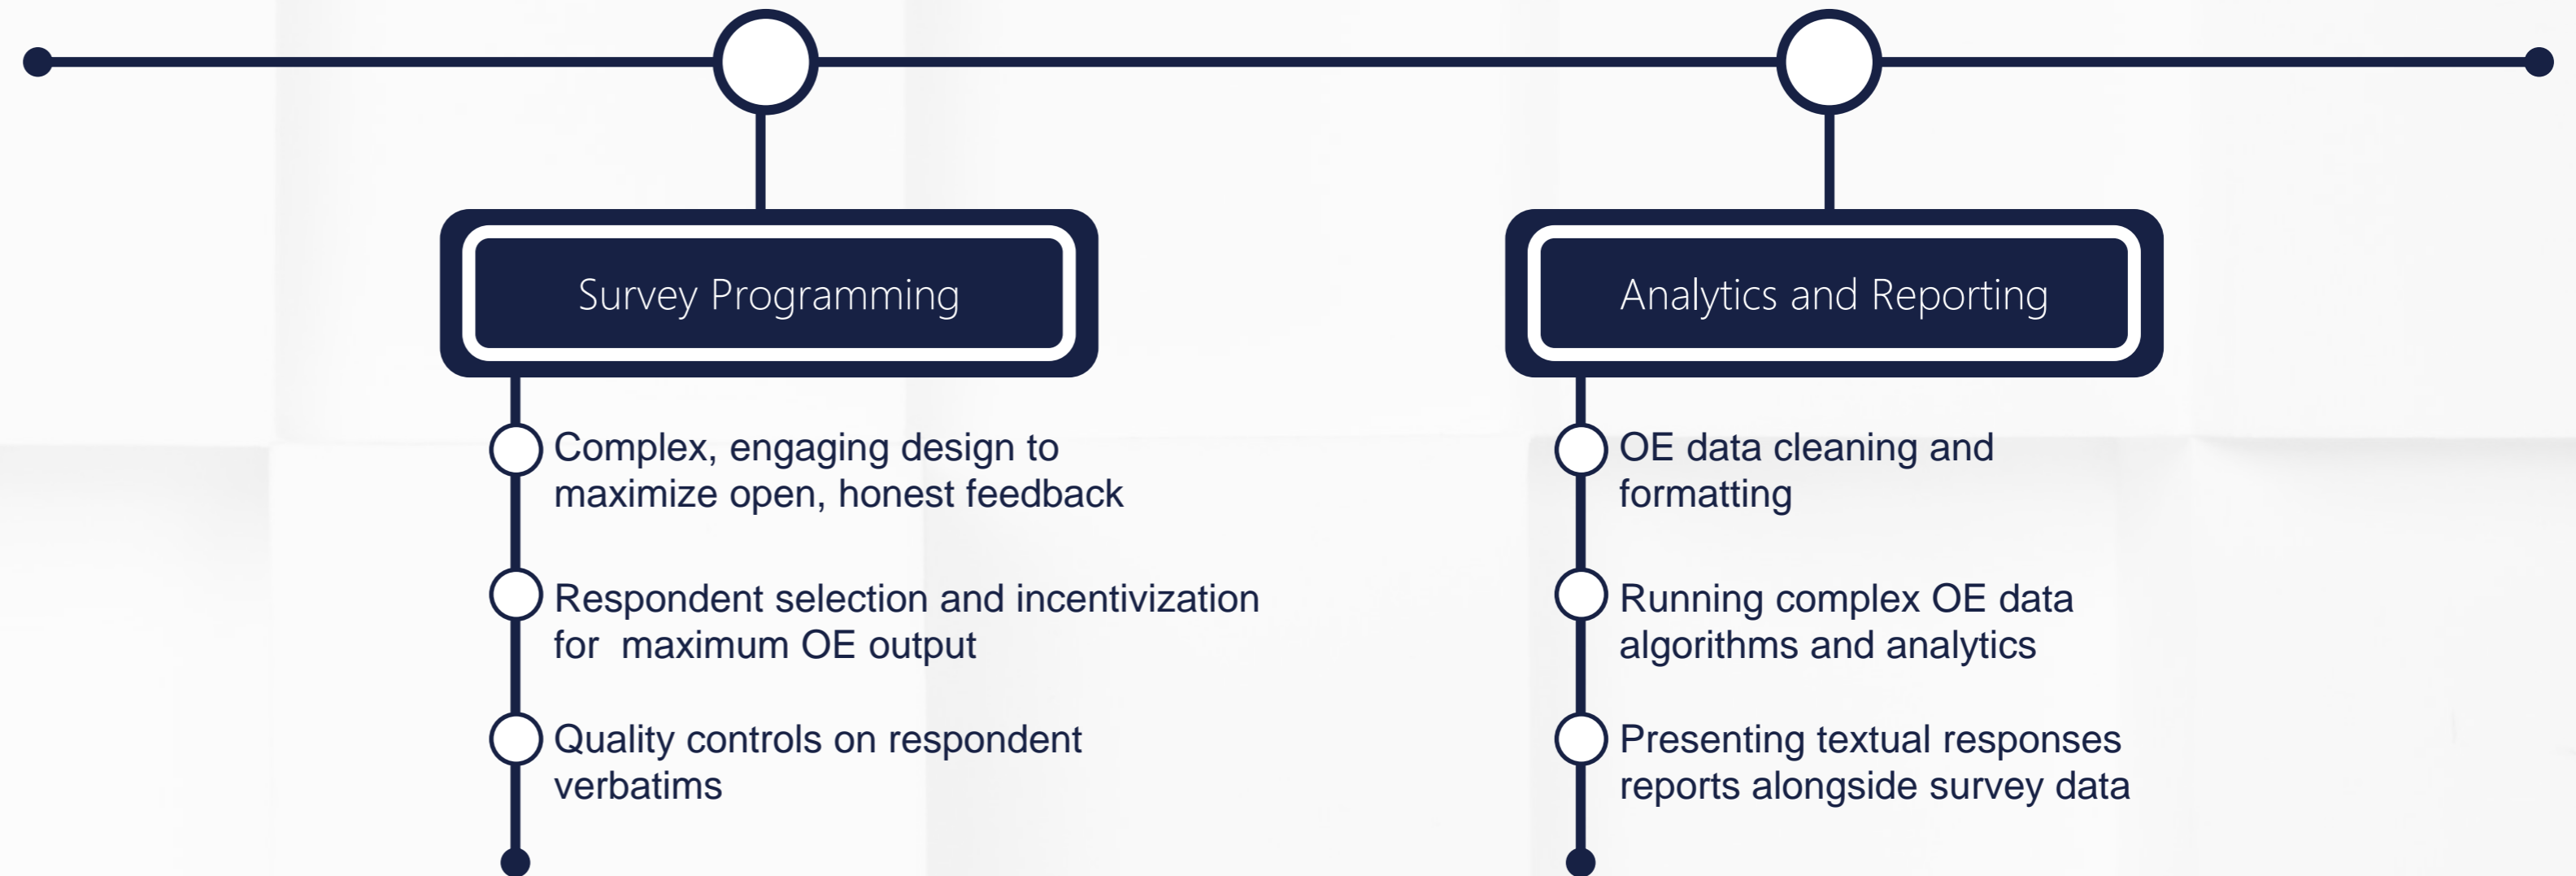 Survey Programming
Complex, engaging design to
maximize open, honest feedback
Respondent selection and incentivization
for  maximum OE output
Quality controls on respondent
verbatims
Analytics and Reporting
OE data cleaning and
formatting
Running complex OE data
algorithms and analytics
Presenting textual responses
reports alongside survey data